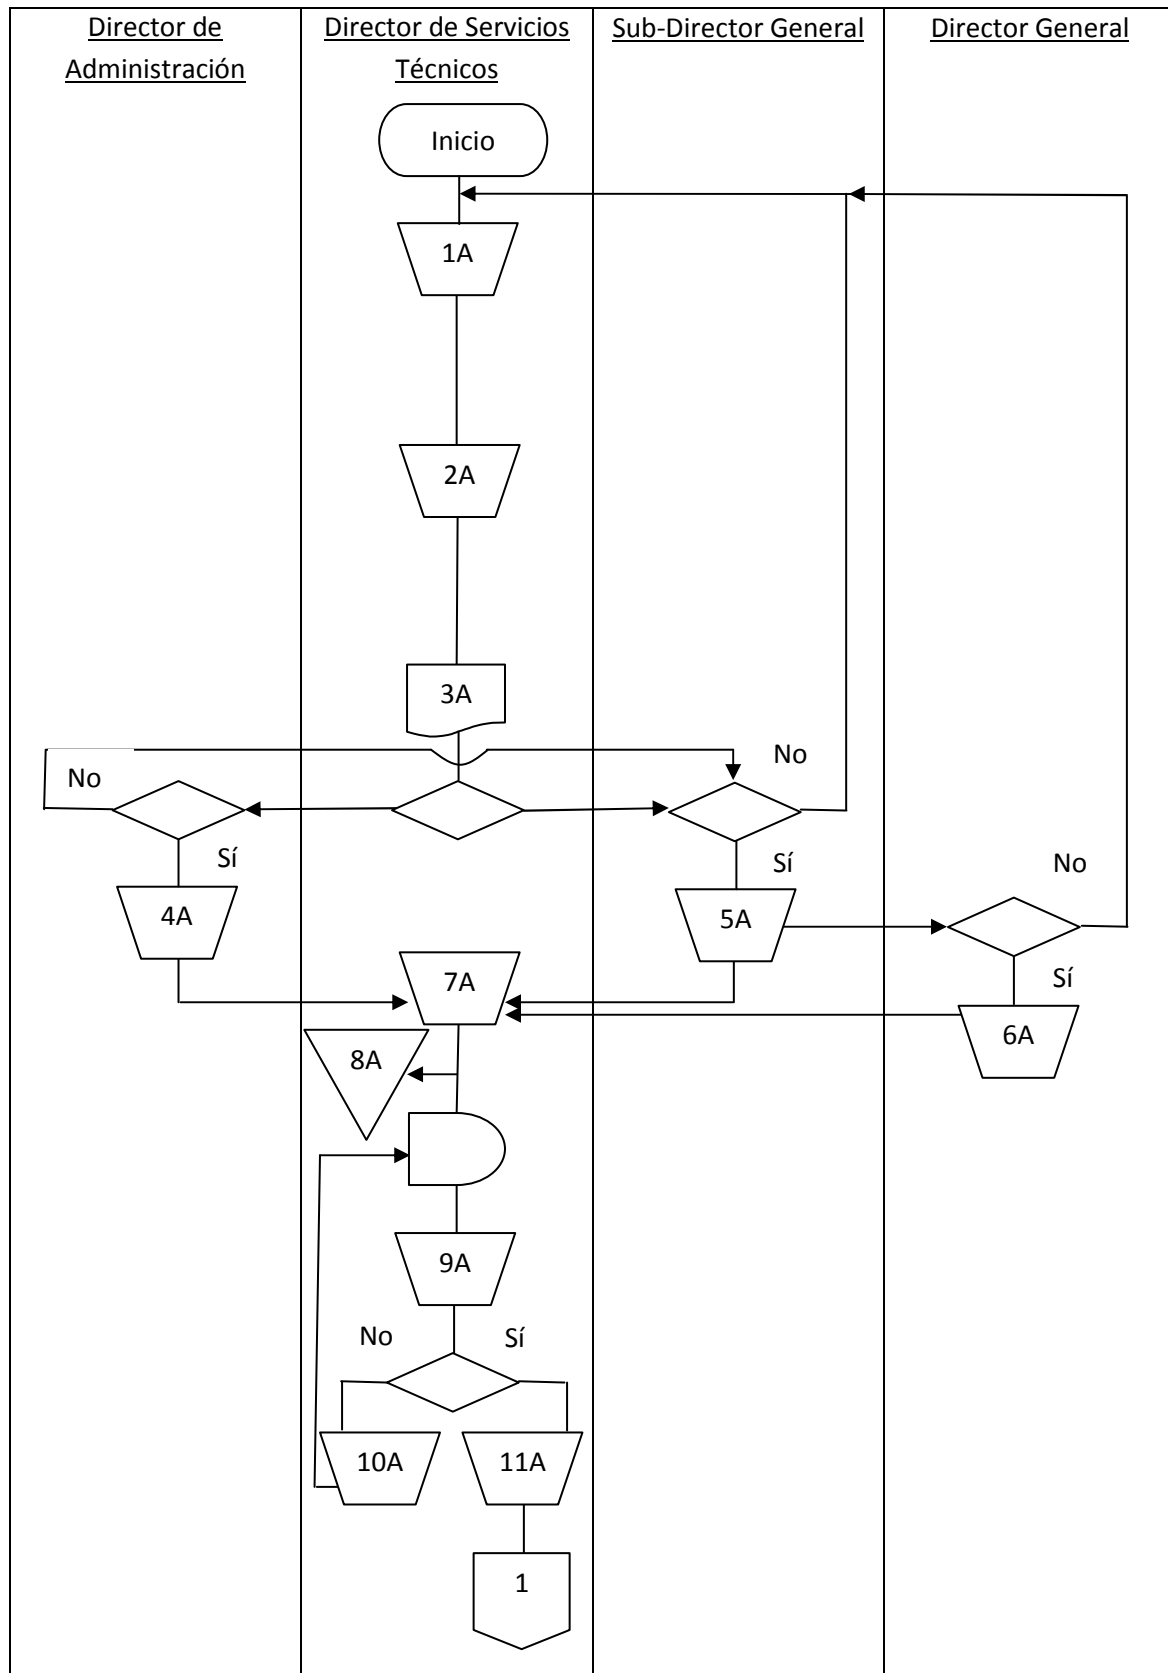 Director de
Administración
Director de Servicios
Técnicos
Sub-Director General
Director General
Inicio
1A
2A
3A
No
No
Sí
Sí
No
4A
5A
7A
Sí
6A
8A
9A
No
Sí
10A
11A
1